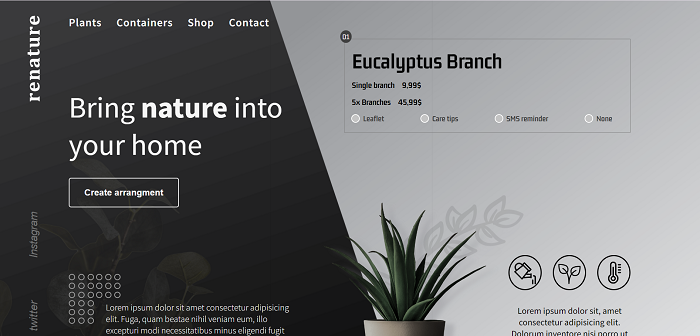 renature
Plants Containers Shop Contact
Bring nature into
your home
Create arrangment
Instagram
twitter
Lorem ipsum dolor sit amet consectetur adipisicing
elit. Fuga, quam beatae nihil veniam eum, illo
excepturi modi necessitatibus minus eligendi fugit
01
Eucalyptus Branch
Single branch 9,99$
5x Branches 45,99$
Leaflet Care tips SMS reminder None
Lorem ipsum dolor sit amet,
consectetur adipisicing elit.
Dolorum inventore nisi porro ut